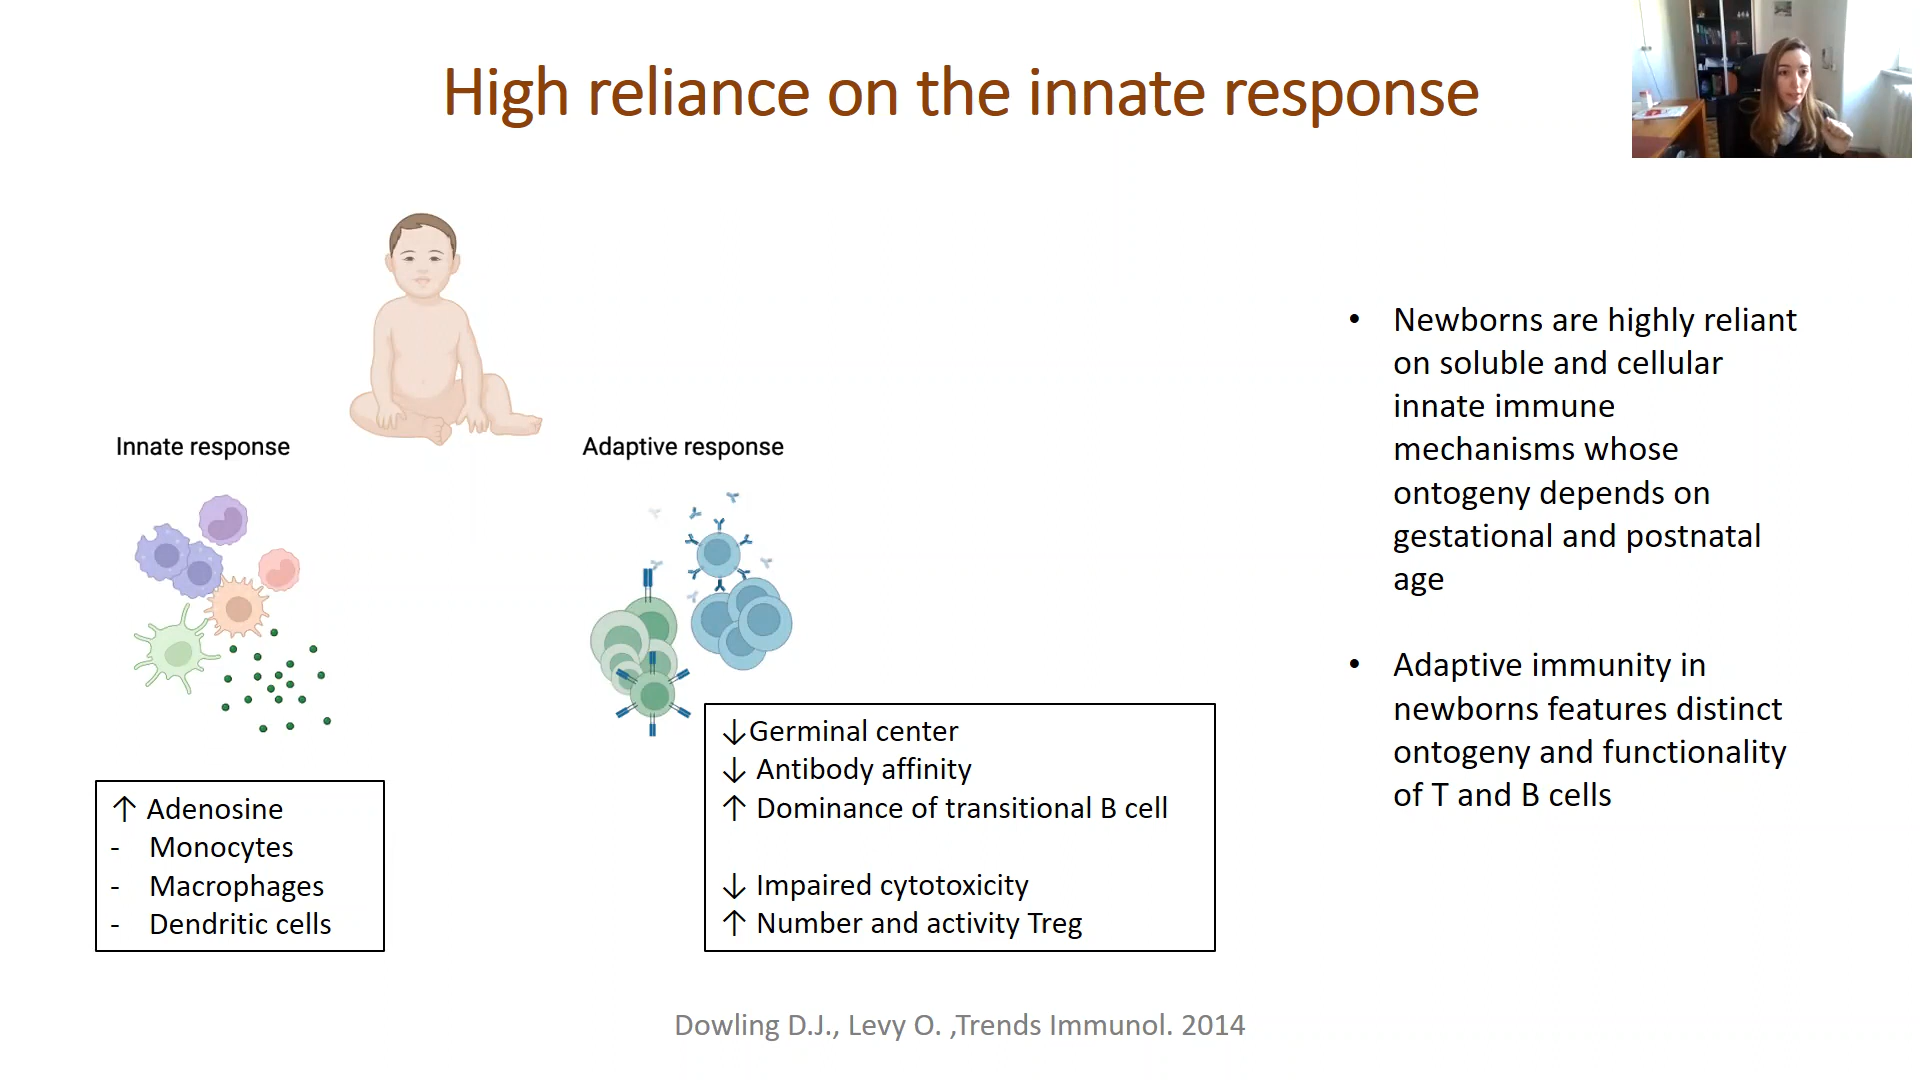 High reliance on the innate response
Innate response
Adaptive response
↑ Adenosine
- Monocytes
- Macrophages
- Dendritic cells
↓Germinal center
↓ Antibody affinity
↑ Dominance of transitional B cell
↓ Impaired cytotoxicity
↑ Number and activity Treg
• Newborns are highly reliant
on soluble and cellular
innate immune
mechanisms whose
ontogeny depends on
gestational and postnatal
age
• Adaptive immunity in
newborns features distinct
ontogeny and functionality
of T and B cells
Dowling D.J., Levy O. ,Trends Immunol. 2014